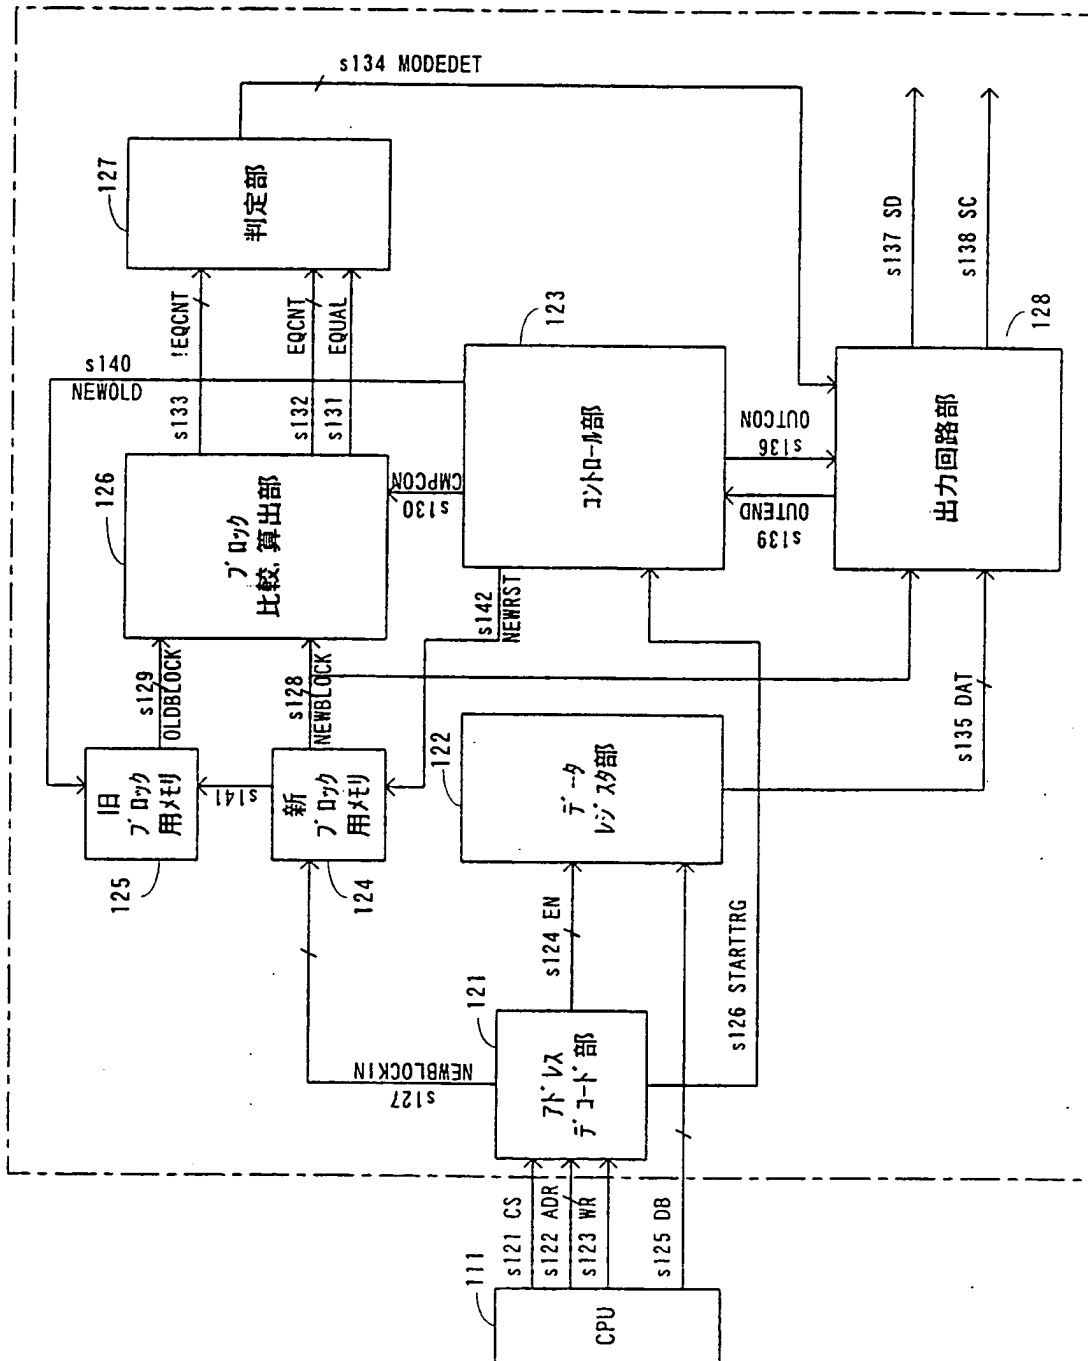 111
CPU
s121 CS
s122 ADR
s123 WR
s125 DB
121
アドレス
デコード部
s127
NEWBLOCKIN
s124 EN
s126 STARTTRG
122
データ
レジスタ部
s135 DAT
124
新
ブロック
用メモリ
125
旧
ブロック
用メモリ
s141
s129
OLDBLOCK
s128
NEWBLOCK
126
ブロック
比較, 算出部
s142
NEWRST
s130
CMPCON
123
コントロール部
s140
NEWOLD
s133
!EQCNT
s132
EQCNT
s131
EQUAL
127
判定部
s134 MODEDET
s139
OUTEND
s136
OUTCON
出力回路部
128
s137 SD
s138 SC